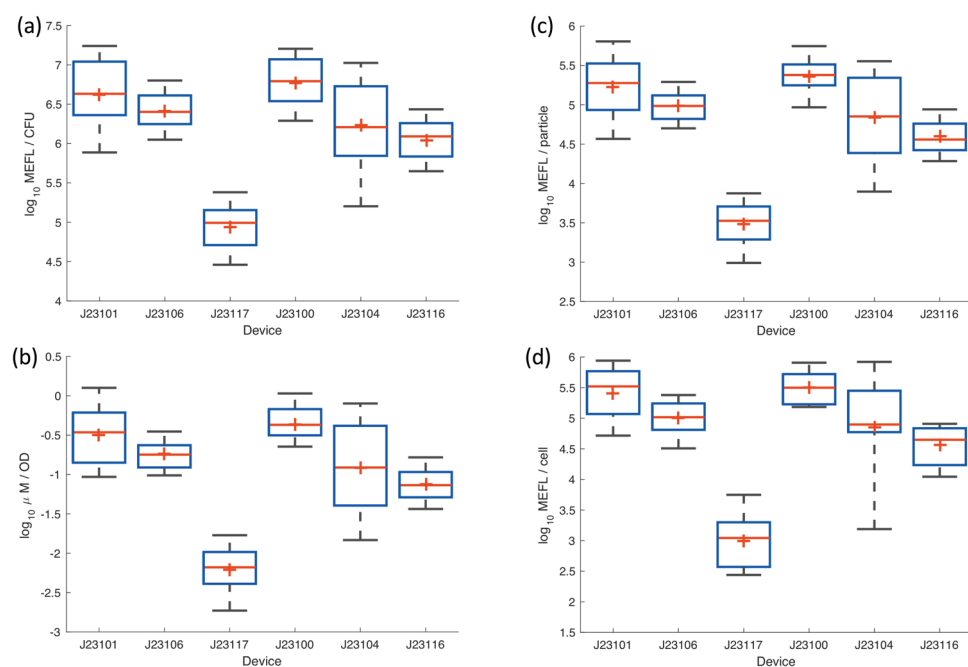 (a)
7.5
7
6.5
6
5.5
5
4.5
4
log10 MEFL / CFU
J23101 J23106 J23117 J23100 J23104 J23116
Device
(c)
6
5.5
5
4.5
4
3.5
3
2.5
log10 MEFL / particle
J23101 J23106 J23117 J23100 J23104 J23116
Device
(b)
0.5
0
-0.5
-1
-1.5
-2
-2.5
-3
log10 μ M / OD
J23101 J23106 J23117 J23100 J23104 J23116
Device
(d)
6
5.5
5
4.5
4
3.5
3
2.5
2
1.5
log10 MEFL / cell
J23101 J23106 J23117 J23100 J23104 J23116
Device